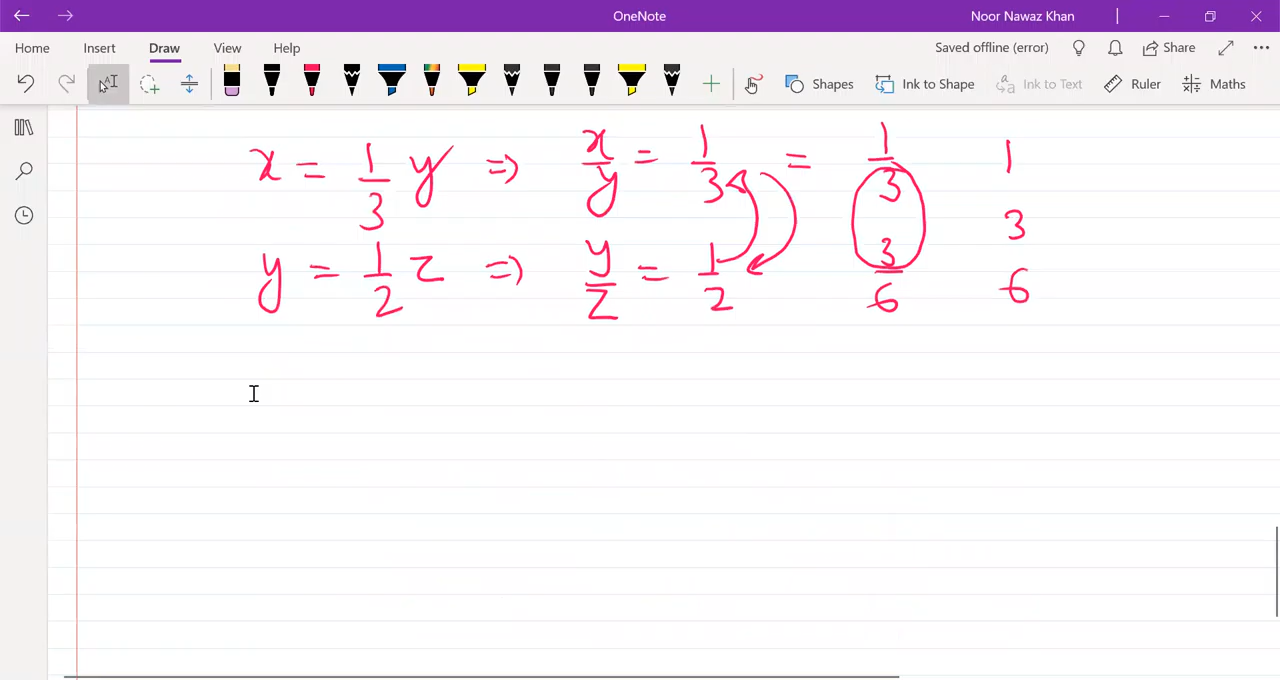 OneNote
Noor Nawaz Khan
Home Insert Draw View Help
Saved offline (error) Share
Shapes Ink to Shape Ink to Text Ruler Maths
x = 1/3 y => x/y = 1/3 = 1/3 1
3
y = 1/2 z => y/z = 1/2 3/6 6